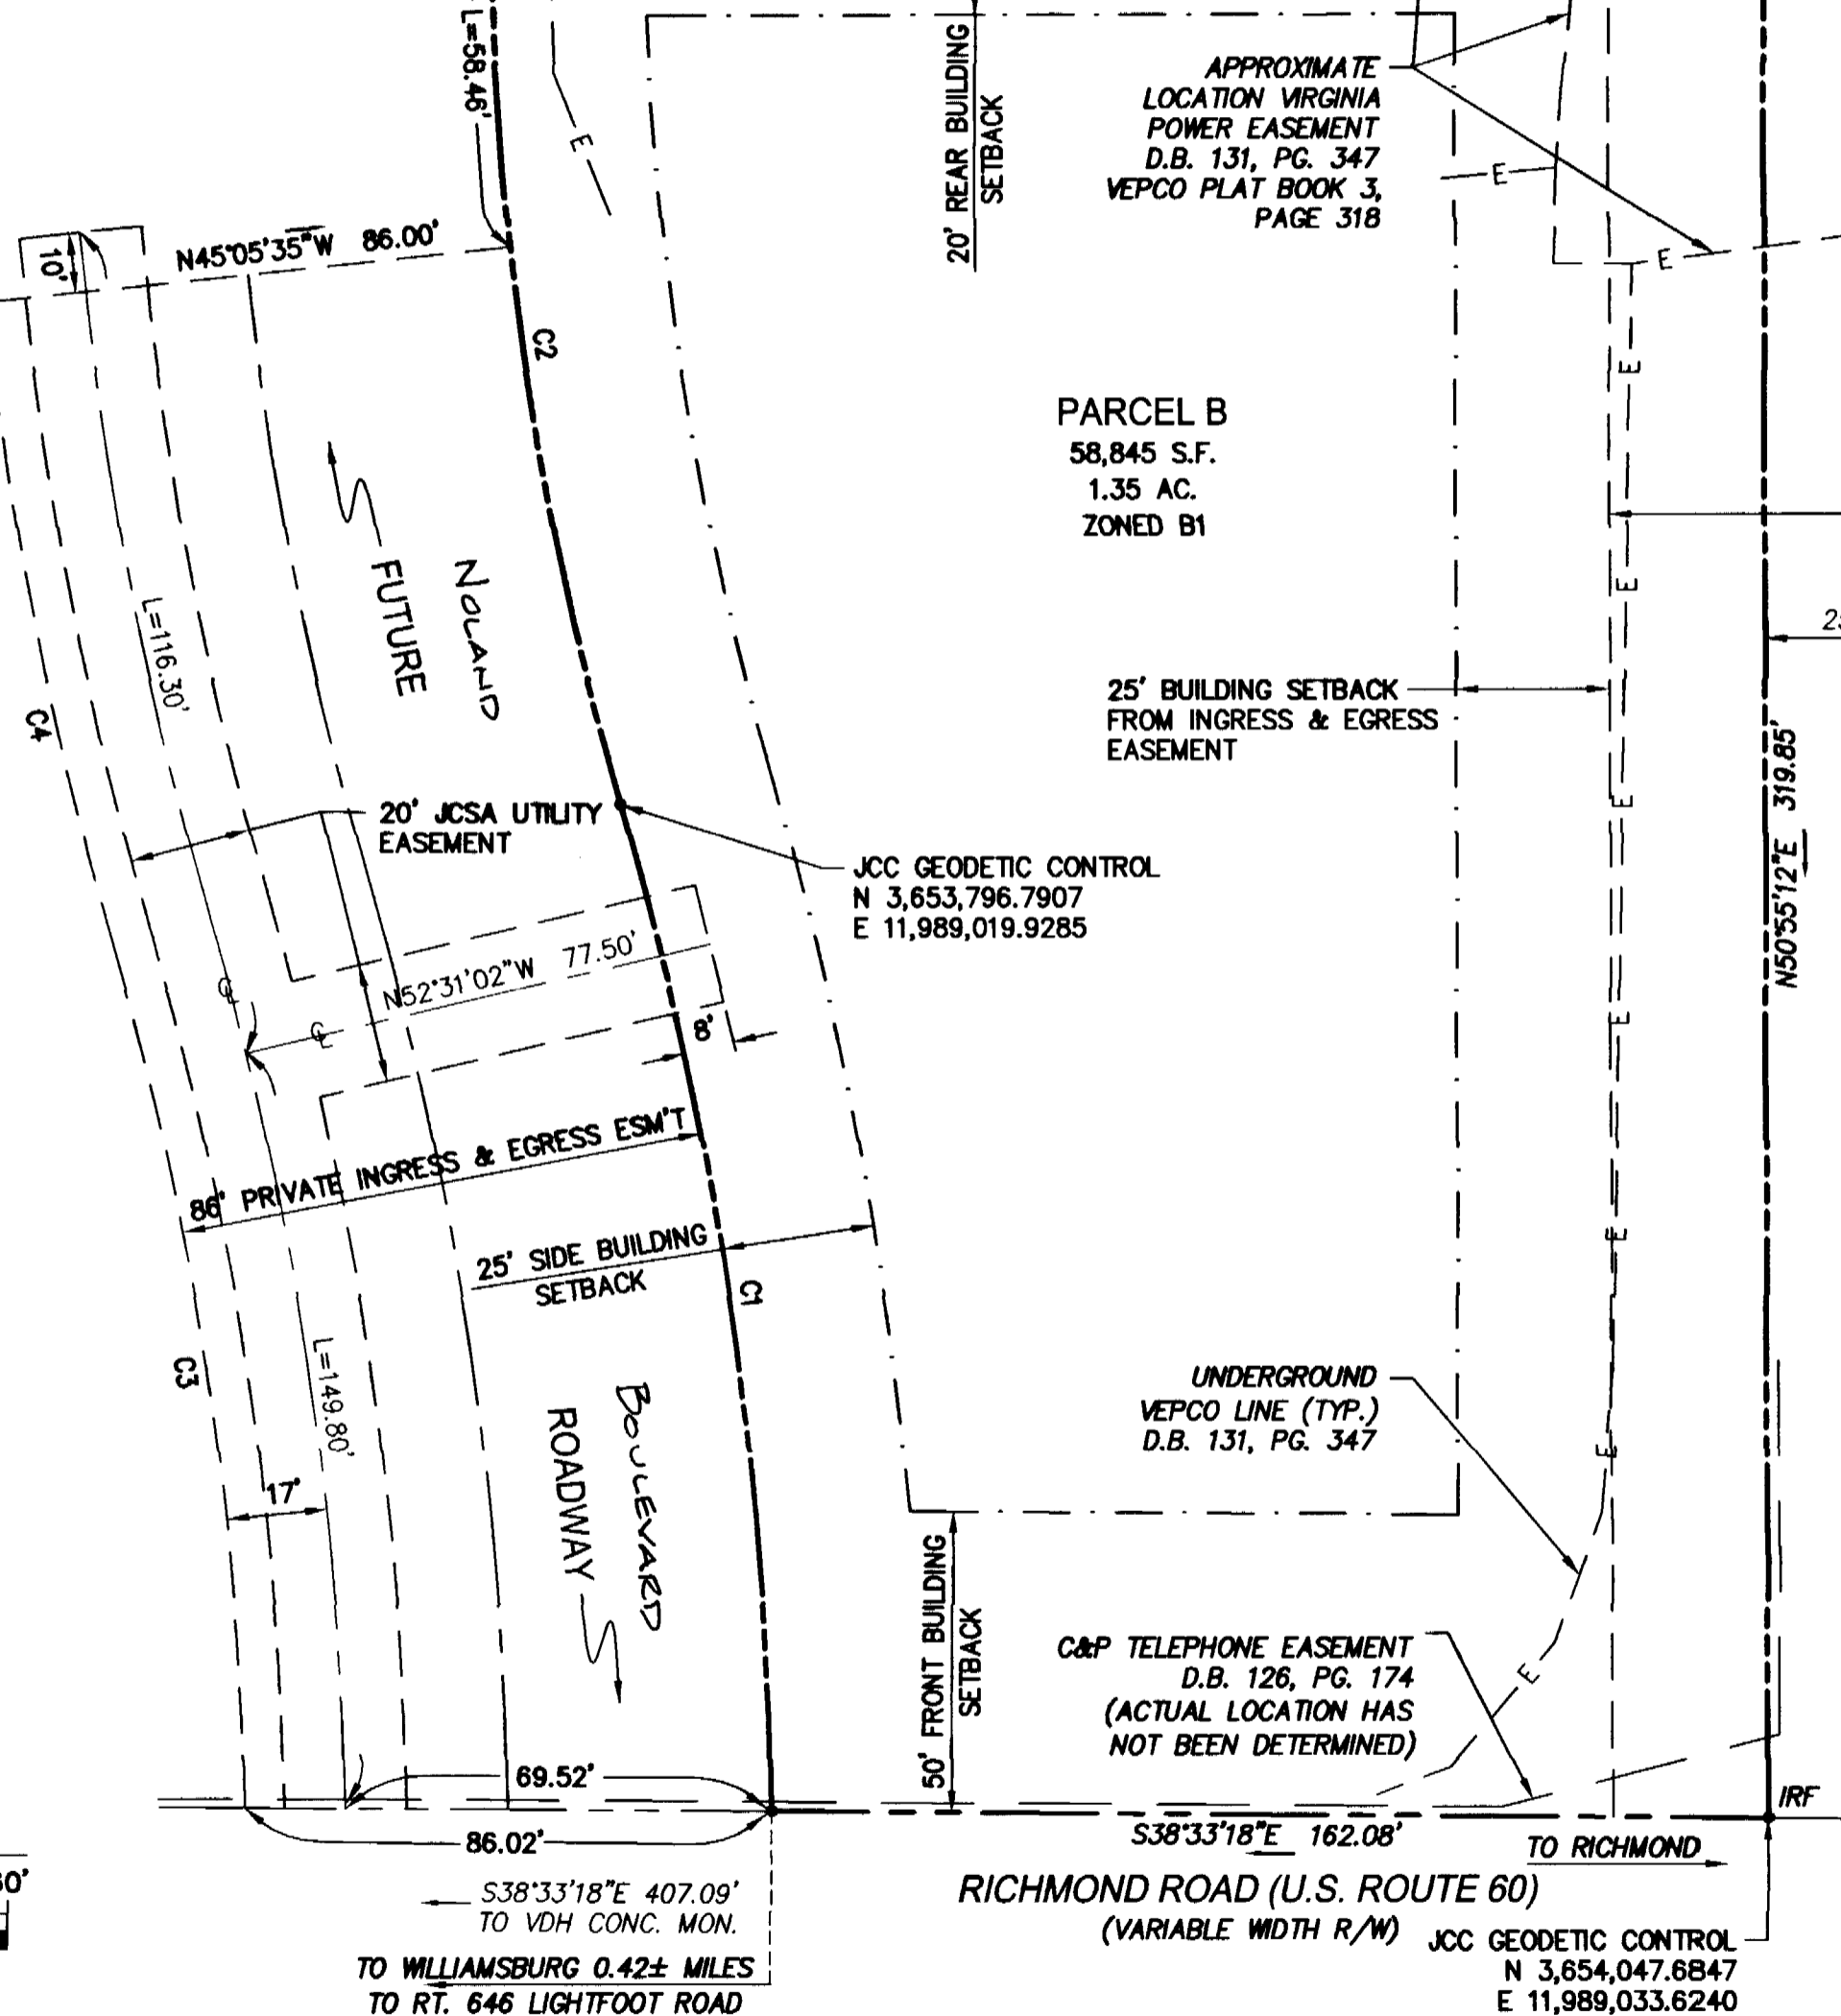 L=58.46'
20' REAR BUILDING
SETBACK
APPROXIMATE
LOCATION VIRGINIA
POWER EASEMENT
D.B. 131, PG. 347
VEPCO PLAT BOOK 3,
PAGE 318
E
E
E
10'
N45°05'35"W 86.00'
C2
PARCEL B
58,845 S.F.
1.35 AC.
ZONED B1
E
E
NOLAND
FUTURE
L=116.30'
C4
25' BUILDING SETBACK
FROM INGRESS & EGRESS
EASEMENT
N50°55'12"E 319.85'
20' JCSA UTILITY
EASEMENT
E
JCC GEODETIC CONTROL
N 3,653,796.7907
E 11,989,019.9285
N52°31'02"W 77.50'
8'
E
86' PRIVATE INGRESS & EGRESS ESM'T
25' SIDE BUILDING
SETBACK
C1
E
C3
L=149.80'
17'
BOULEVARD
ROADWAY
UNDERGROUND
VEPCO LINE (TYP.)
D.B. 131, PG. 347
E
50' FRONT BUILDING
SETBACK
C&P TELEPHONE EASEMENT
D.B. 126, PG. 174
(ACTUAL LOCATION HAS
NOT BEEN DETERMINED)
E
69.52'
86.02'
IRF
S38°33'18"E 162.08'
TO RICHMOND
S38°33'18"E 407.09'
TO VDH CONC. MON.
RICHMOND ROAD (U.S. ROUTE 60)
(VARIABLE WIDTH R/W)
TO WILLIAMSBURG 0.42± MILES
TO RT. 646 LIGHTFOOT ROAD
JCC GEODETIC CONTROL
N 3,654,047.6847
E 11,989,033.6240